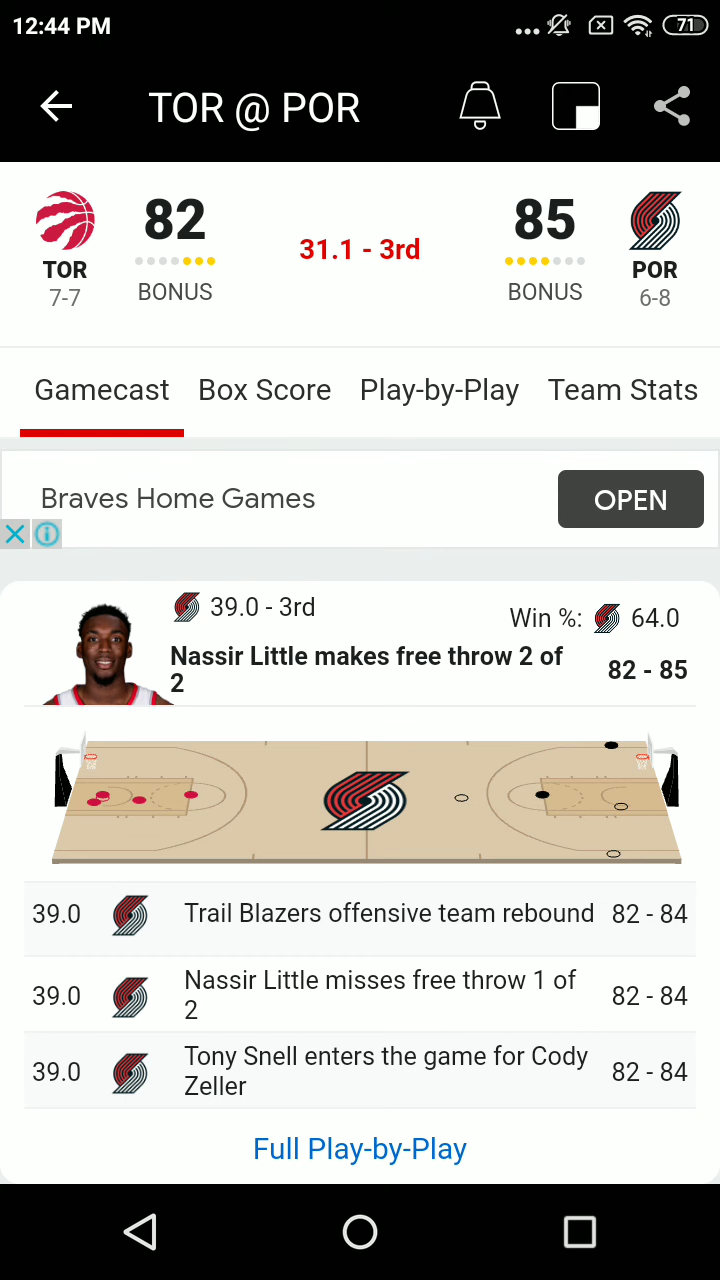 12:44 PM
71
TOR @ POR
82
85
31.1 - 3rd
TOR
POR
7-7
BONUS
BONUS
6-8
Gamecast
Box Score
Play-by-Play
Team Stats
Braves Home Games
OPEN
39.0 - 3rd
Win %:
64.0
Nassir Little makes free throw 2 of
2
82 - 85
39.0
Trail Blazers offensive team rebound
82 - 84
39.0
Nassir Little misses free throw 1 of
2
82 - 84
39.0
Tony Snell enters the game for Cody
Zeller
82 - 84
Full Play-by-Play